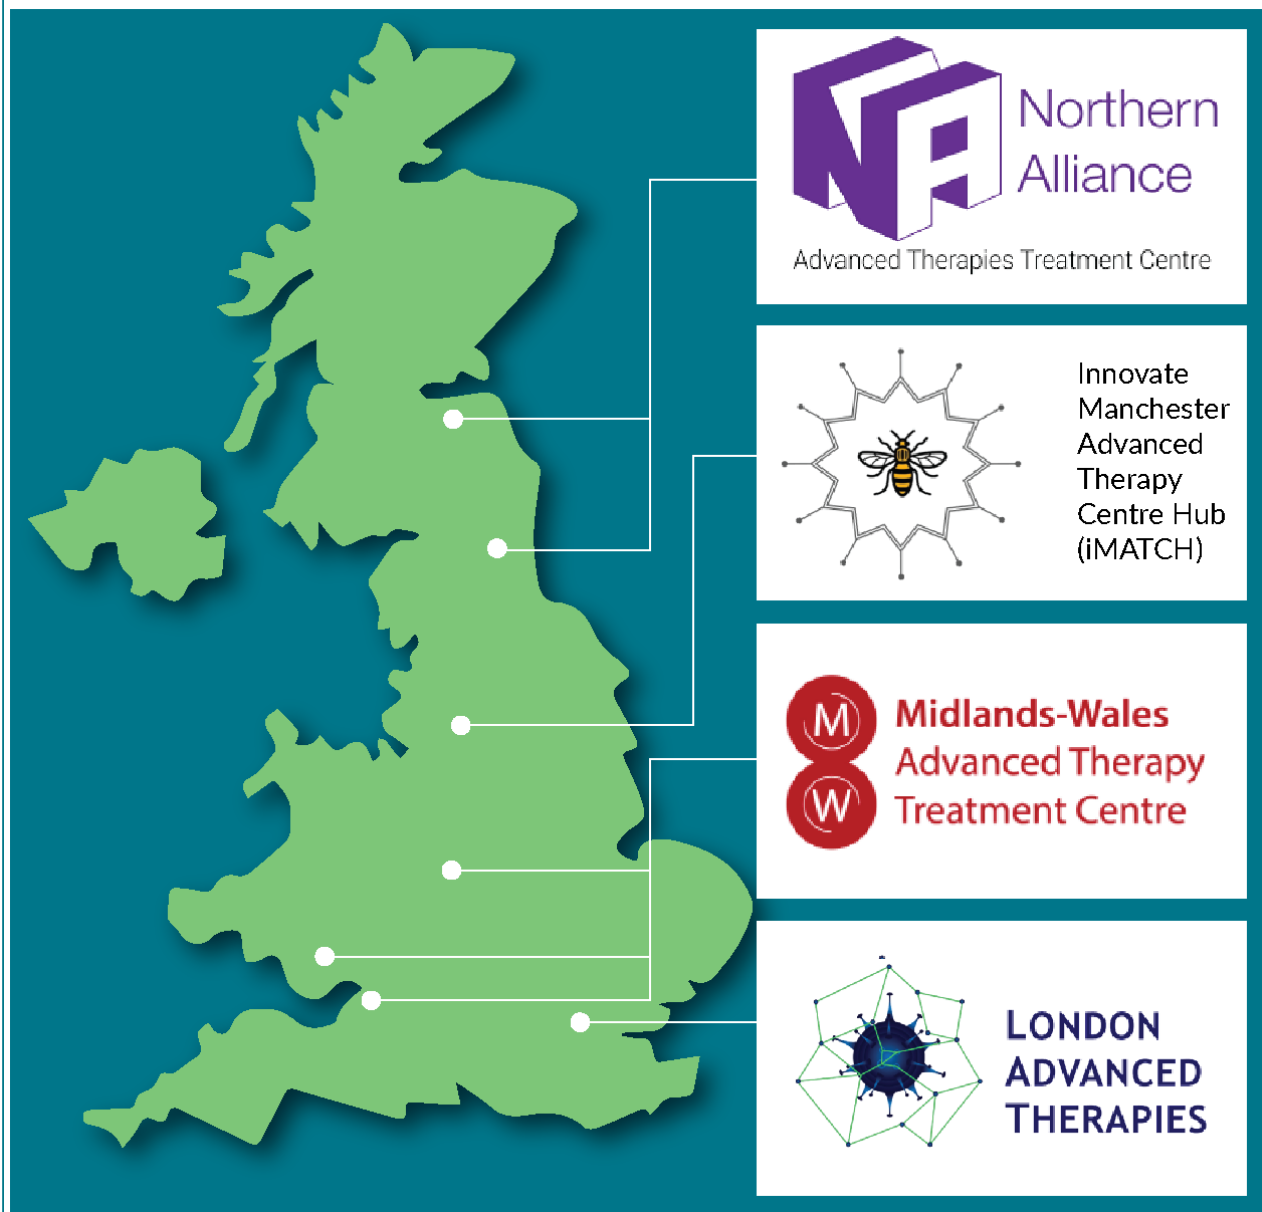 NA
Northern
Alliance
Advanced Therapies Treatment Centre
Innovate
Manchester
Advanced
Therapy
Centre Hub
(iMATCH)
M
W
Midlands-Wales
Advanced Therapy
Treatment Centre
LONDON
ADVANCED
THERAPIES